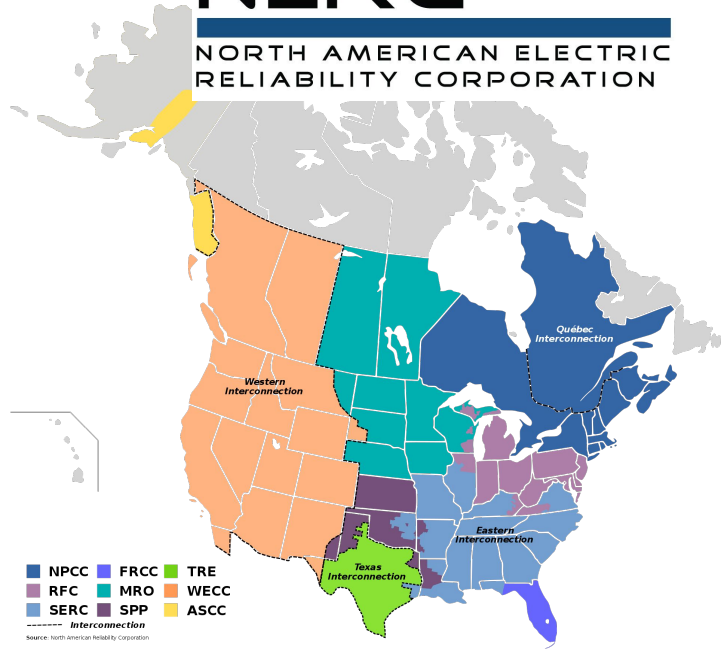 NORTH AMERICAN ELECTRIC
RELIABILITY CORPORATION
Québec
Interconnection
Western
Interconnection
Eastern
Interconnection
Texas
Interconnection
NPCC FRCC TRE
RFC MRO WECC
SERC SPP ASCC
Interconnection
Source: North American Reliability Corporation